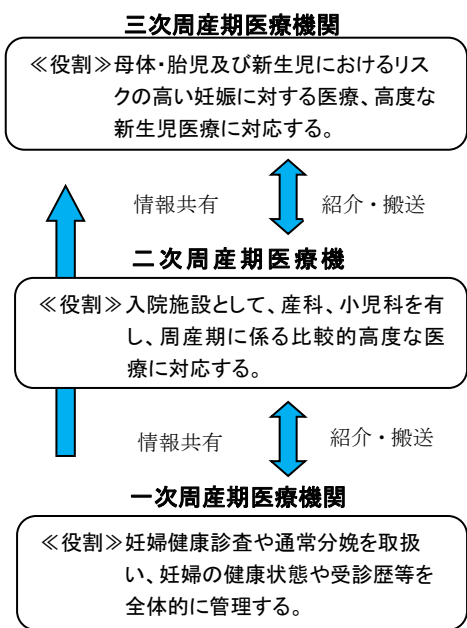 三次周産期医療機関
≪役割≫母体・胎児及び新生児におけるリス
クの高い妊娠に対する医療、高度な
新生児医療に対応する。
情報共有 紹介・搬送
二次周産期医療機
≪役割≫入院施設として、産科、小児科を有
し、周産期に係る比較的高度な医
療に対応する。
情報共有 紹介・搬送
一次周産期医療機関
≪役割≫妊婦健康診査や通常分娩を取扱
い、妊婦の健康状態や受診歴等を
全体的に管理する。